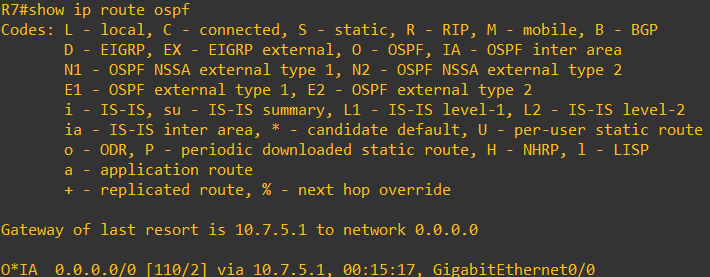 R7#show ip route ospf
Codes: L - local, C - connected, S - static, R - RIP, M - mobile, B - BGP
D - EIGRP, EX - EIGRP external, O - OSPF, IA - OSPF inter area
N1 - OSPF NSSA external type 1, N2 - OSPF NSSA external type 2
E1 - OSPF external type 1, E2 - OSPF external type 2
i - IS-IS, su - IS-IS summary, L1 - IS-IS level-1, L2 - IS-IS level-2
ia - IS-IS inter area, * - candidate default, U - per-user static route
o - ODR, P - periodic downloaded static route, H - NHRP, l - LISP
a - application route
+ - replicated route, % - next hop override
Gateway of last resort is 10.7.5.1 to network 0.0.0.0
O*IA  0.0.0.0/0 [110/2] via 10.7.5.1, 00:15:17, GigabitEthernet0/0